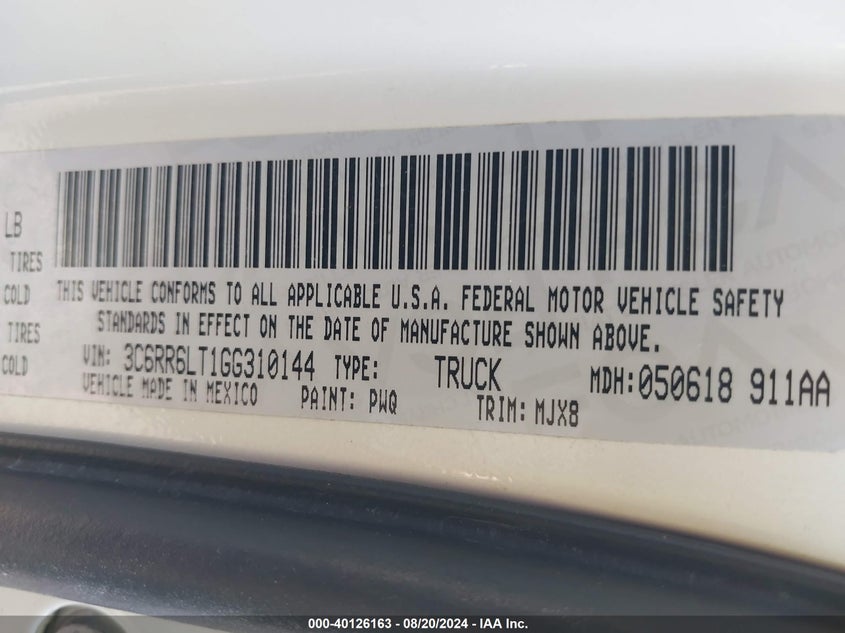 LB
TIRES
COLD
TIRES
COLD
THIS VEHICLE CONFORMS TO ALL APPLICABLE U.S.A. FEDERAL MOTOR VEHICLE SAFETY
STANDARDS IN EFFECT ON THE DATE OF MANUFACTURE SHOWN ABOVE.
VIN: 3C6RR6LT1GG310144 TYPE: TRUCK MDH:050618 911AA
VEHICLE MADE IN MEXICO PAINT: PWQ TRIM: MJX8
000-40126163 - 08/20/2024 - IAA Inc.